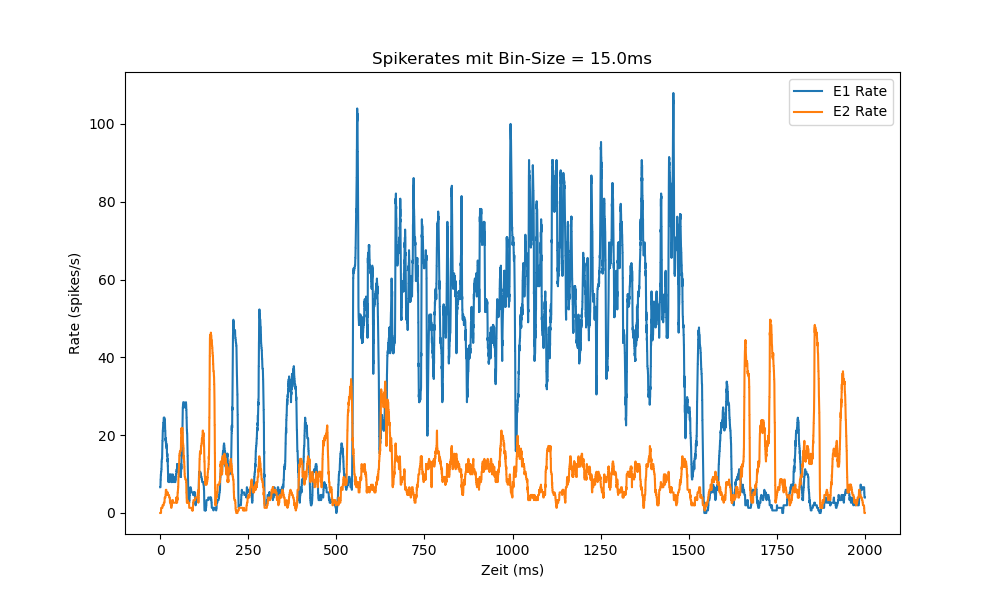 Spikerates mit Bin-Size = 15.0ms
E1 Rate
E2 Rate
100
80
60
40
20
0
Rate (spikes/s)
0 250 500 750 1000 1250 1500 1750 2000
Zeit (ms)